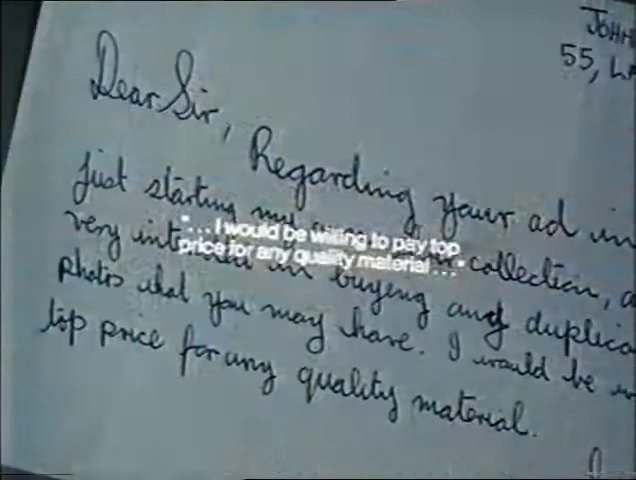 JOHN
55, L
Dear Sir,
Regarding your ad in
just starting my collection,
very in buying and duplica
photos what you may have. I would be
top price for any quality material.
"...I would be willing to pay top
price for any quality material..."